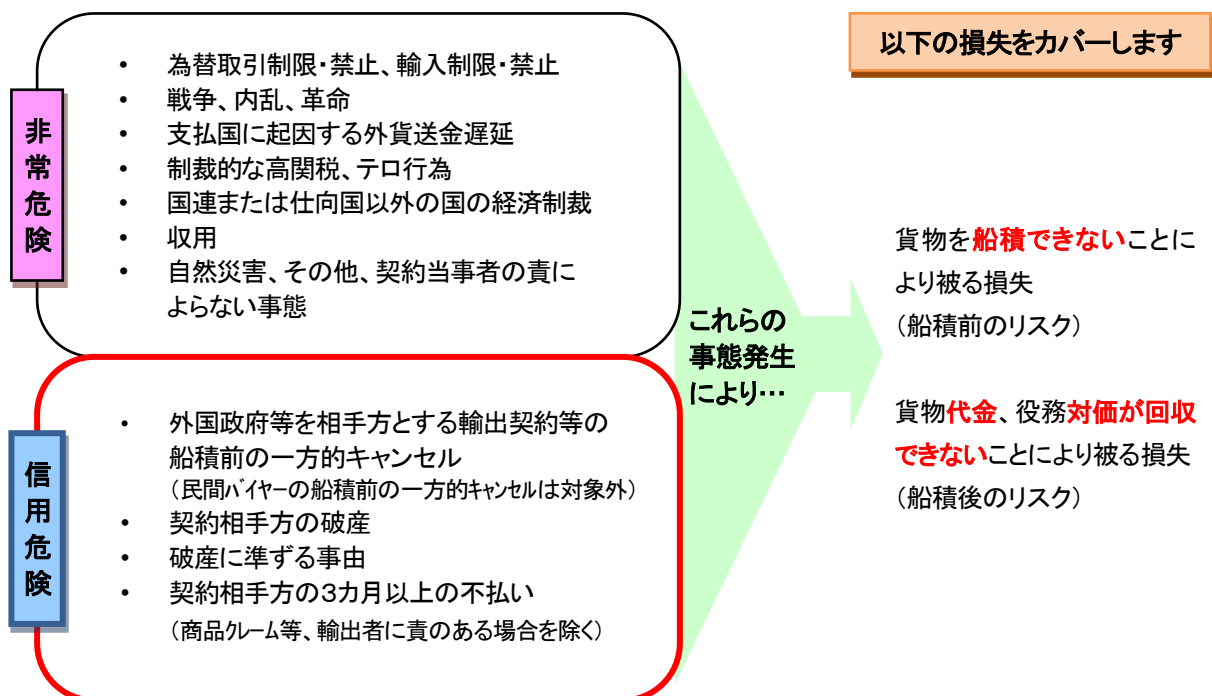 非常危険
・ 為替取引制限・禁止、輸入制限・禁止
・ 戦争、内乱、革命
・ 支払国に起因する外貨送金遅延
・ 制裁的な高関税、テロ行為
・ 国連または仕向国以外の国の経済制裁
・ 収用
・ 自然災害、その他、契約当事者の責に
よらない事態
信用危険
・ 外国政府等を相手方とする輸出契約等の
船積前の一方的キャンセル
（民間ﾊﾞｲﾔｰの船積前の一方的ｷｬﾝｾﾙは対象外）
・ 契約相手方の破産
・ 破産に準ずる事由
・ 契約相手方の３カ月以上の不払い
（商品ｸﾚｰﾑ等、輸出者に責のある場合を除く）
これらの
事態発生
により…
以下の損失をカバーします
貨物を船積できないことに
より被る損失
（船積前のリスク）
貨物代金、役務対価が回収
できないことにより被る損失
（船積後のリスク）